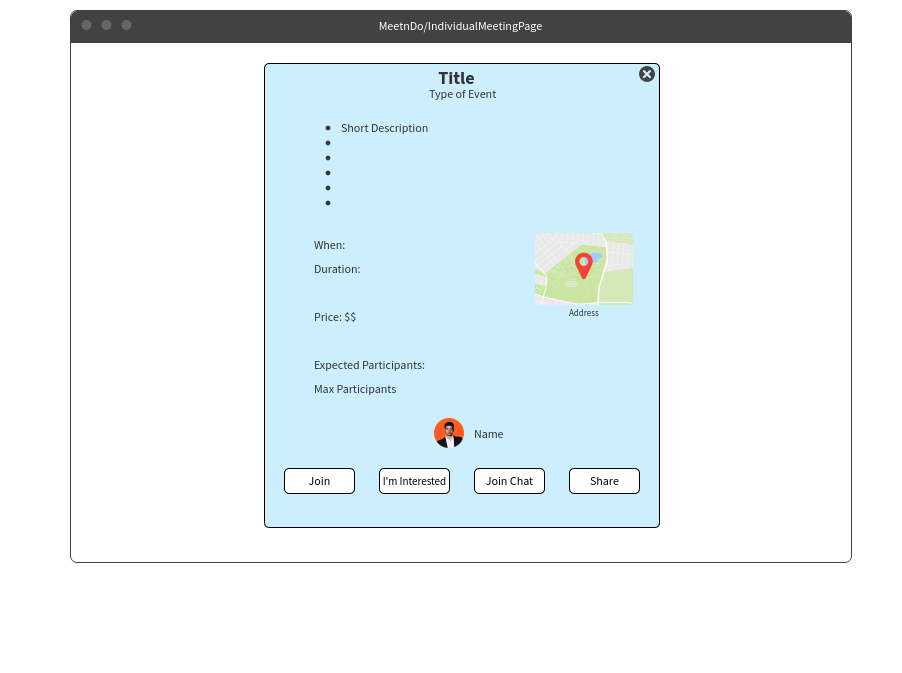 MeetnDo/IndividualMeetingPage
Title
Type of Event
Short Description
When:
Duration:
Price: $$
Address
Expected Participants:
Max Participants
Name
Join
I'm Interested
Join Chat
Share